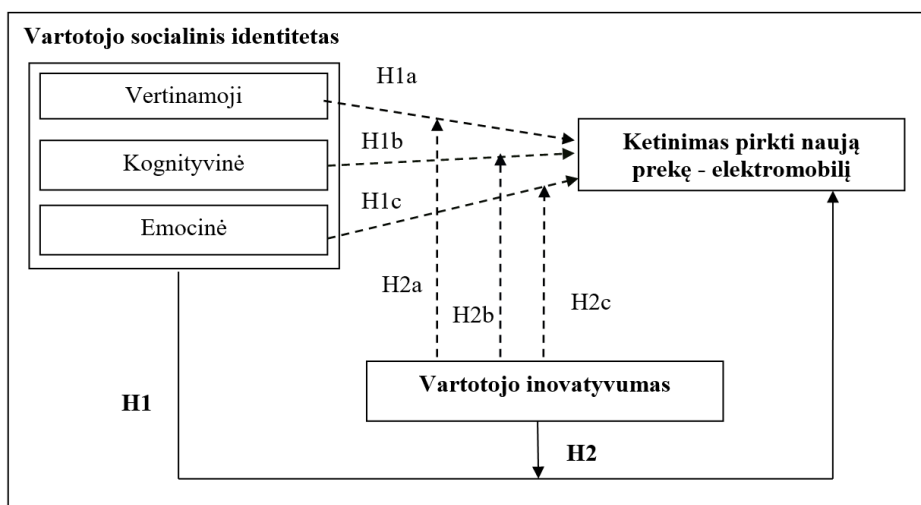 Vartotojo socialinis identitetas
Vertinamoji
H1a
Kognityvinė
H1b
Ketinimas pirkti naują
prekę - elektromobilį
Emocinė
H1c
H2a
H2b
H2c
Vartotojo inovatyvumas
H1
H2